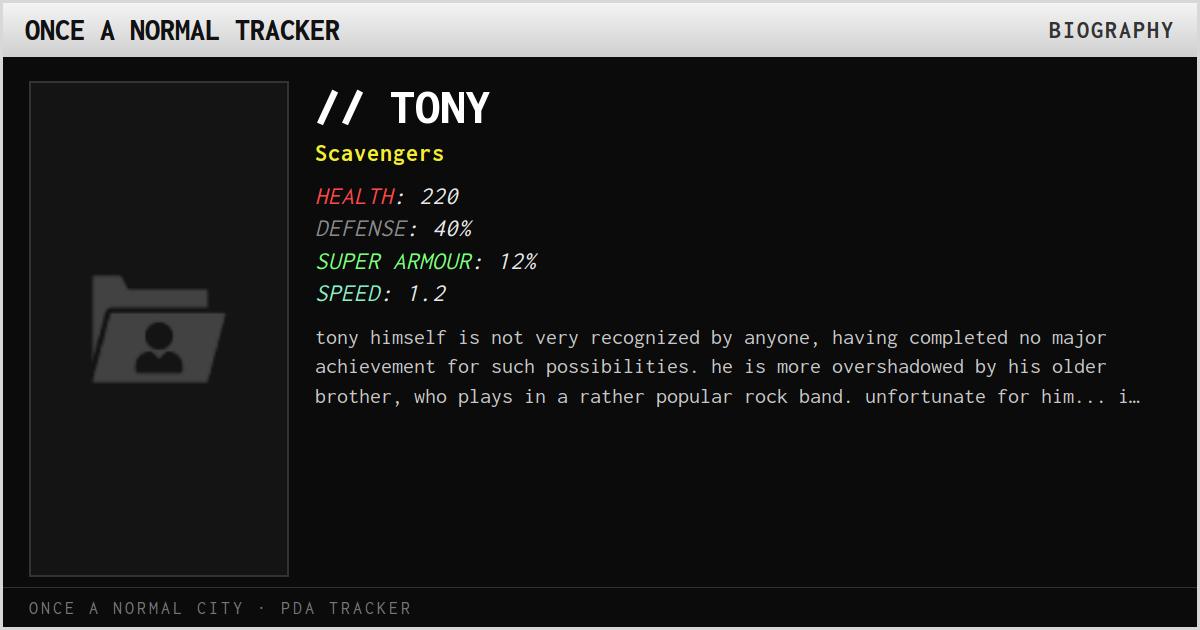 ONCE A NORMAL TRACKER
BIOGRAPHY
// TONY
Scavengers
HEALTH: 220
DEFENSE: 40%
SUPER ARMOUR: 12%
SPEED: 1.2
tony himself is not very recognized by anyone, having completed no major
achievement for such possibilities. he is more overshadowed by his older
brother, who plays in a rather popular rock band. unfortunate for him... i…
ONCE A NORMAL CITY · PDA TRACKER